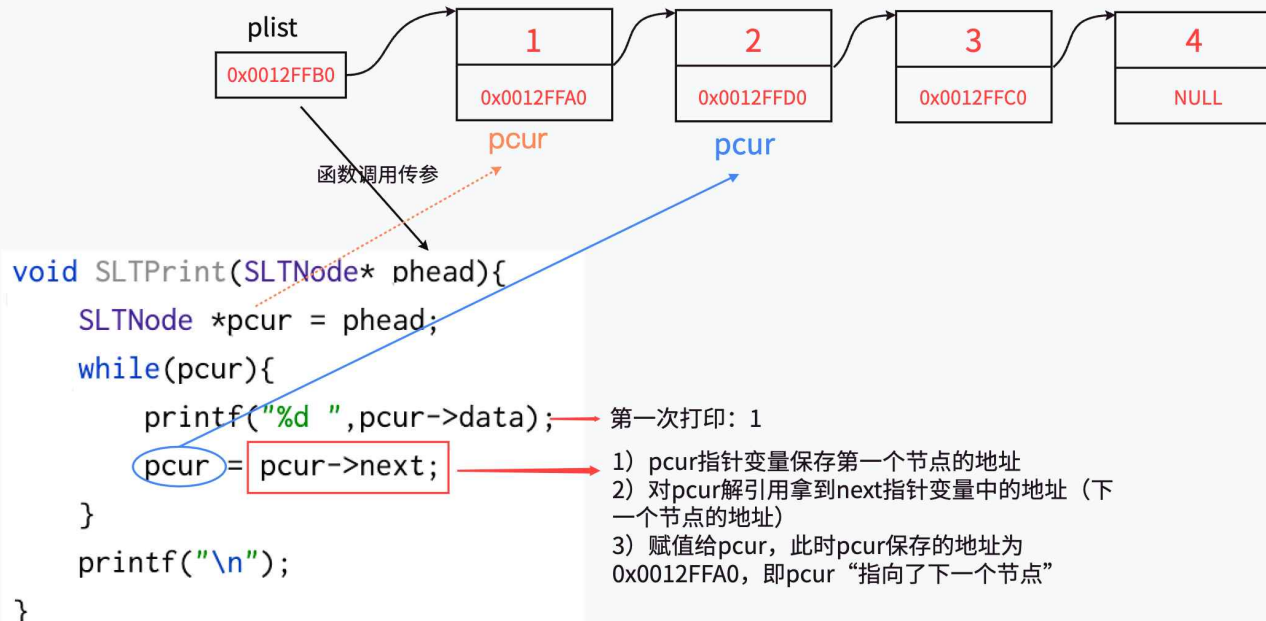 plist
0x0012FFB0
1
0x0012FFA0
2
0x0012FFD0
3
0x0012FFC0
4
NULL
pcur
pcur
函数调用传参
void SLTPrint(SLTNode* phead){
SLTNode *pcur = phead;
while(pcur){
printf("%d ",pcur->data);
第一次打印：1
pcur = pcur->next;
1）pcur指针变量保存第一个节点的地址
2）对pcur解引用拿到next指针变量中的地址（下
一个节点的地址）
3）赋值给pcur，此时pcur保存的地址为
0x0012FFA0，即pcur“指向了下一个节点”
}
printf("\n");
}